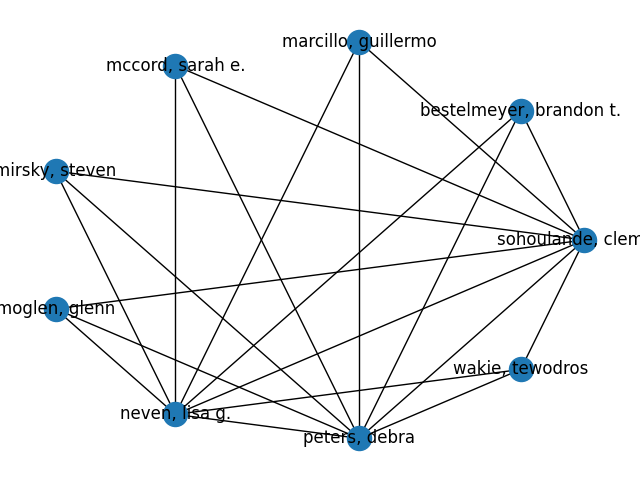 marcillo, guillermo
mccord, sarah e.
bestelmeyer, brandon t.
mirsky, steven
sohoulande, clem
moglen, glenn
wakie, tewodros
neven, lisa g.
peters, debra